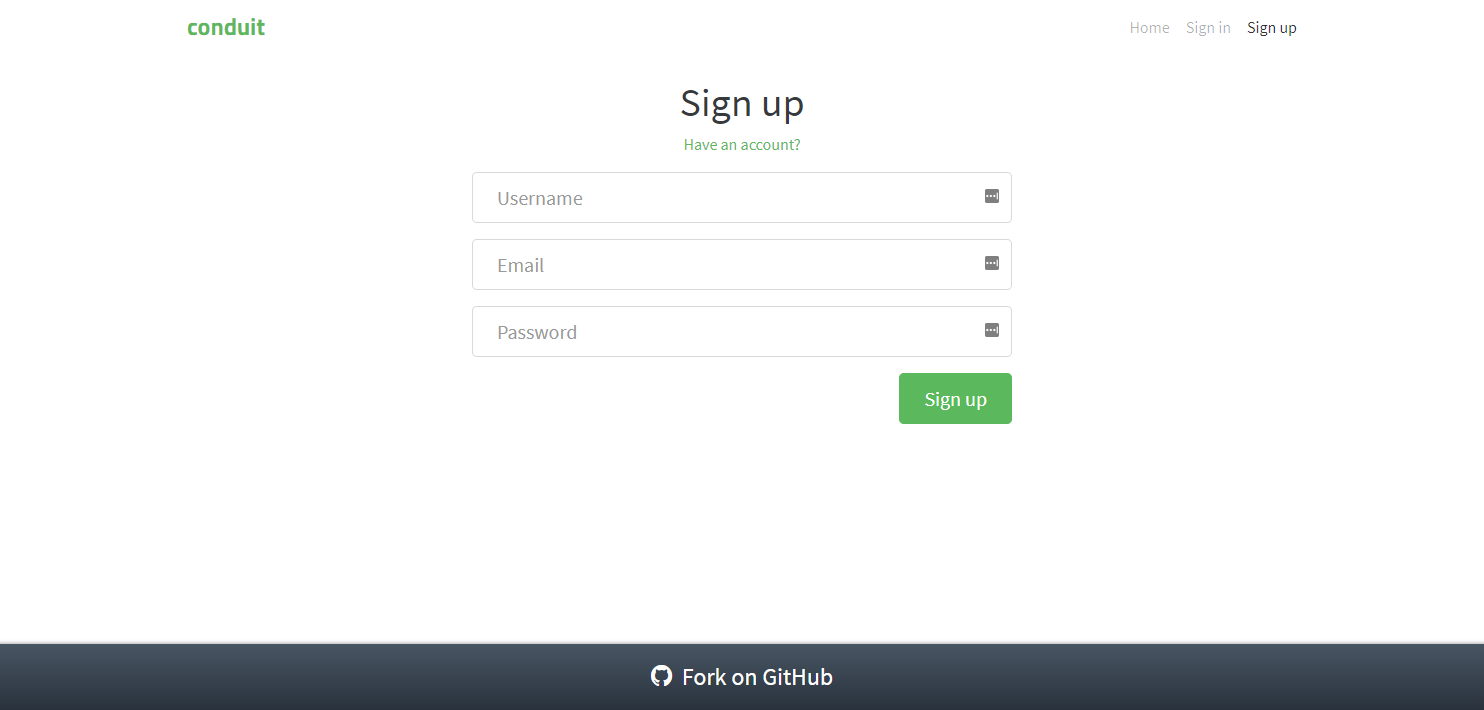 conduit
Home Sign in Sign up
Sign up
Have an account?
Username
Email
Password
Sign up
Fork on GitHub